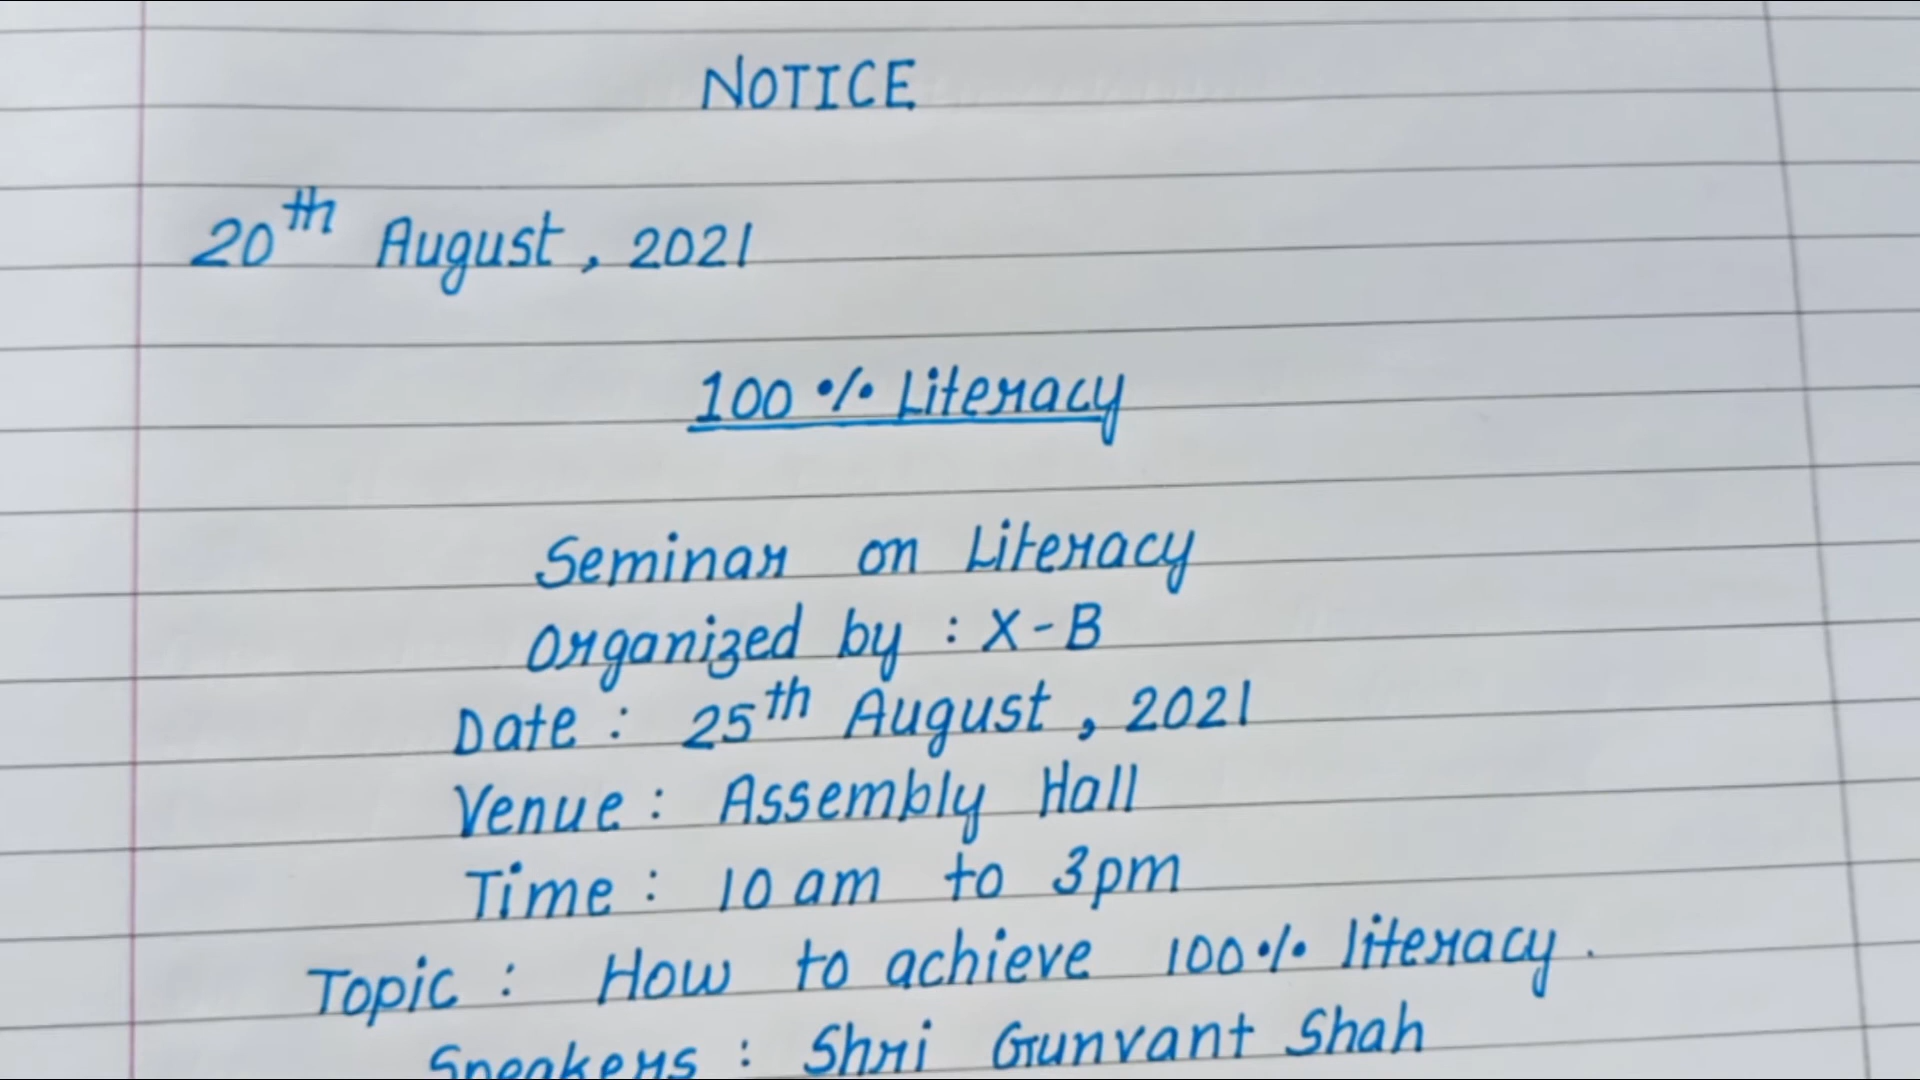 NOTICE
20th August, 2021
100% Literacy
Seminar on Literacy
Organized by : X-B
Date : 25th August, 2021
Venue : Assembly Hall
Time : 10 am to 3pm
Topic : How to achieve 100% literacy.
Speakers : Shri Gunvant Shah